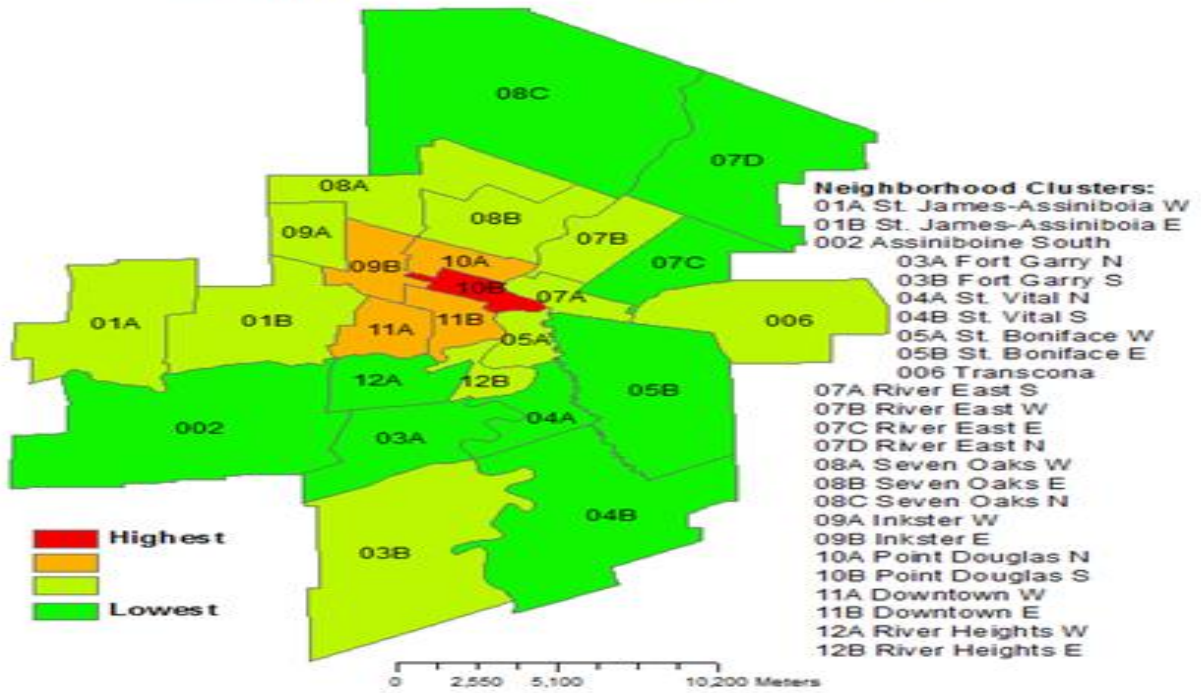 08C
07D
Neighborhood Clusters:
01A St. James-Assiniboia W
01B St. James-Assiniboia E
002 Assiniboine South
03A Fort Garry N
03B Fort Garry S
04A St. Vital N
04B St. Vital S
05A St. Boniface W
05B St. Boniface E
006 Transcona
07A River East S
07B River East W
07C River East E
07D River East N
08A Seven Oaks W
08B Seven Oaks E
08C Seven Oaks N
09A Inkster W
09B Inkster E
10A Point Douglas N
10B Point Douglas S
11A Downtown W
11B Downtown E
12A River Heights W
12B River Heights E
08A
08B
09A
07B
10A
09B
07C
10B
07A
01A
01B
11A
11B
006
05A
12A
12B
05B
04A
002
03A
04B
03B
Highest
Lowest
0 2,550 5,100 10,200 Meters